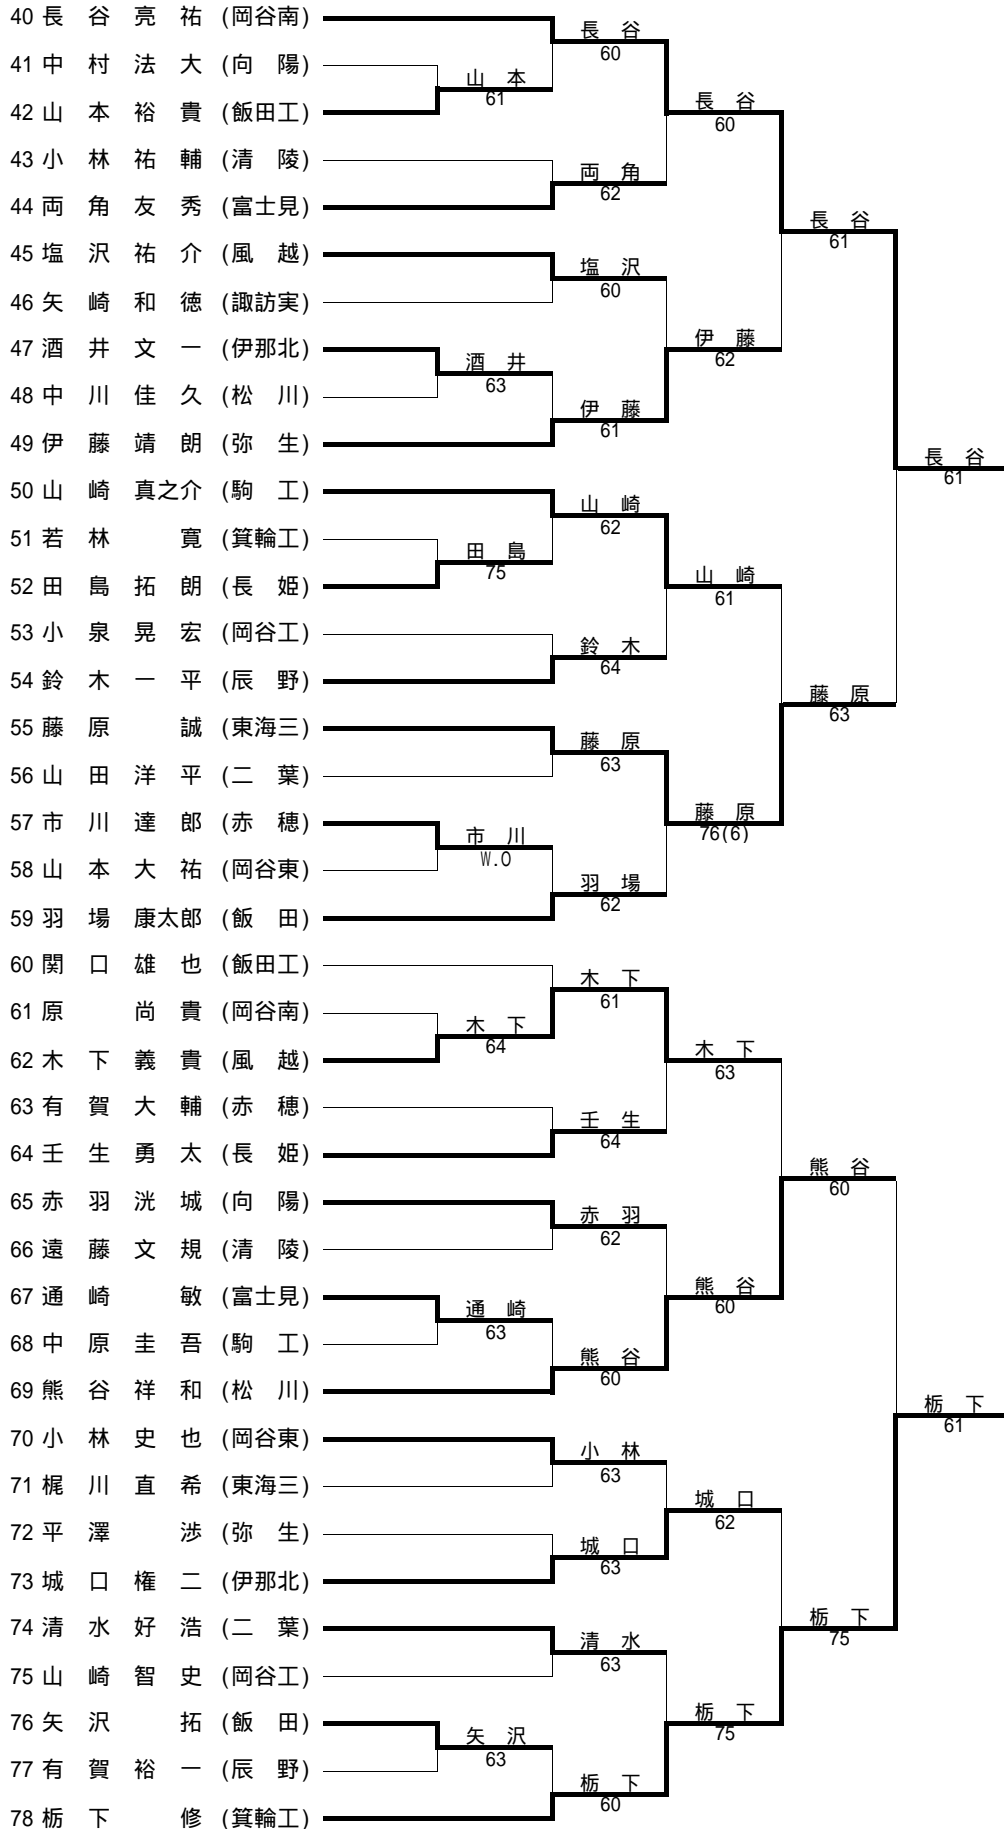 40 長 谷 亮 祐 (岡谷南)
長 谷
60
41 中 村 法 大 (向 陽)
山 本
61
42 山 本 裕 貴 (飯田工)
長 谷
60
43 小 林 祐 輔 (清 陵)
両 角
62
44 両 角 友 秀 (富士見)
長 谷
61
45 塩 沢 祐 介 (風 越)
塩 沢
60
46 矢 崎 和 徳 (諏訪実)
伊 藤
62
47 酒 井 文 一 (伊那北)
酒 井
63
48 中 川 佳 久 (松 川)
伊 藤
61
49 伊 藤 靖 朗 (弥 生)
長 谷
61
50 山 崎 真之介 (駒 工)
山 崎
62
51 若 林 寛 (箕輪工)
田 島
75
52 田 島 拓 朗 (長 姫)
山 崎
61
53 小 泉 晃 宏 (岡谷工)
鈴 木
64
54 鈴 木 一 平 (辰 野)
藤 原
63
55 藤 原 誠 (東海三)
藤 原
63
56 山 田 洋 平 (二 葉)
藤 原
76(6)
57 市 川 達 郎 (赤 穂)
市 川
W.O
58 山 本 大 祐 (岡谷東)
羽 場
62
59 羽 場 康太郎 (飯 田)
60 関 口 雄 也 (飯田工)
木 下
61
61 原 尚 貴 (岡谷南)
木 下
64
62 木 下 義 貴 (風 越)
木 下
63
63 有 賀 大 輔 (赤 穂)
壬 生
64
64 壬 生 勇 太 (長 姫)
熊 谷
60
65 赤 羽 洸 城 (向 陽)
赤 羽
62
66 遠 藤 文 規 (清 陵)
熊 谷
60
67 通 崎 敏 (富士見)
通 崎
63
68 中 原 圭 吾 (駒 工)
熊 谷
60
69 熊 谷 祥 和 (松 川)
栃 下
61
70 小 林 史 也 (岡谷東)
小 林
63
71 梶 川 直 希 (東海三)
城 口
62
72 平 澤 渉 (弥 生)
城 口
63
73 城 口 権 二 (伊那北)
栃 下
75
74 清 水 好 浩 (二 葉)
清 水
63
75 山 崎 智 史 (岡谷工)
栃 下
75
76 矢 沢 拓 (飯 田)
矢 沢
63
77 有 賀 裕 一 (辰 野)
栃 下
60
78 栃 下 修 (箕輪工)